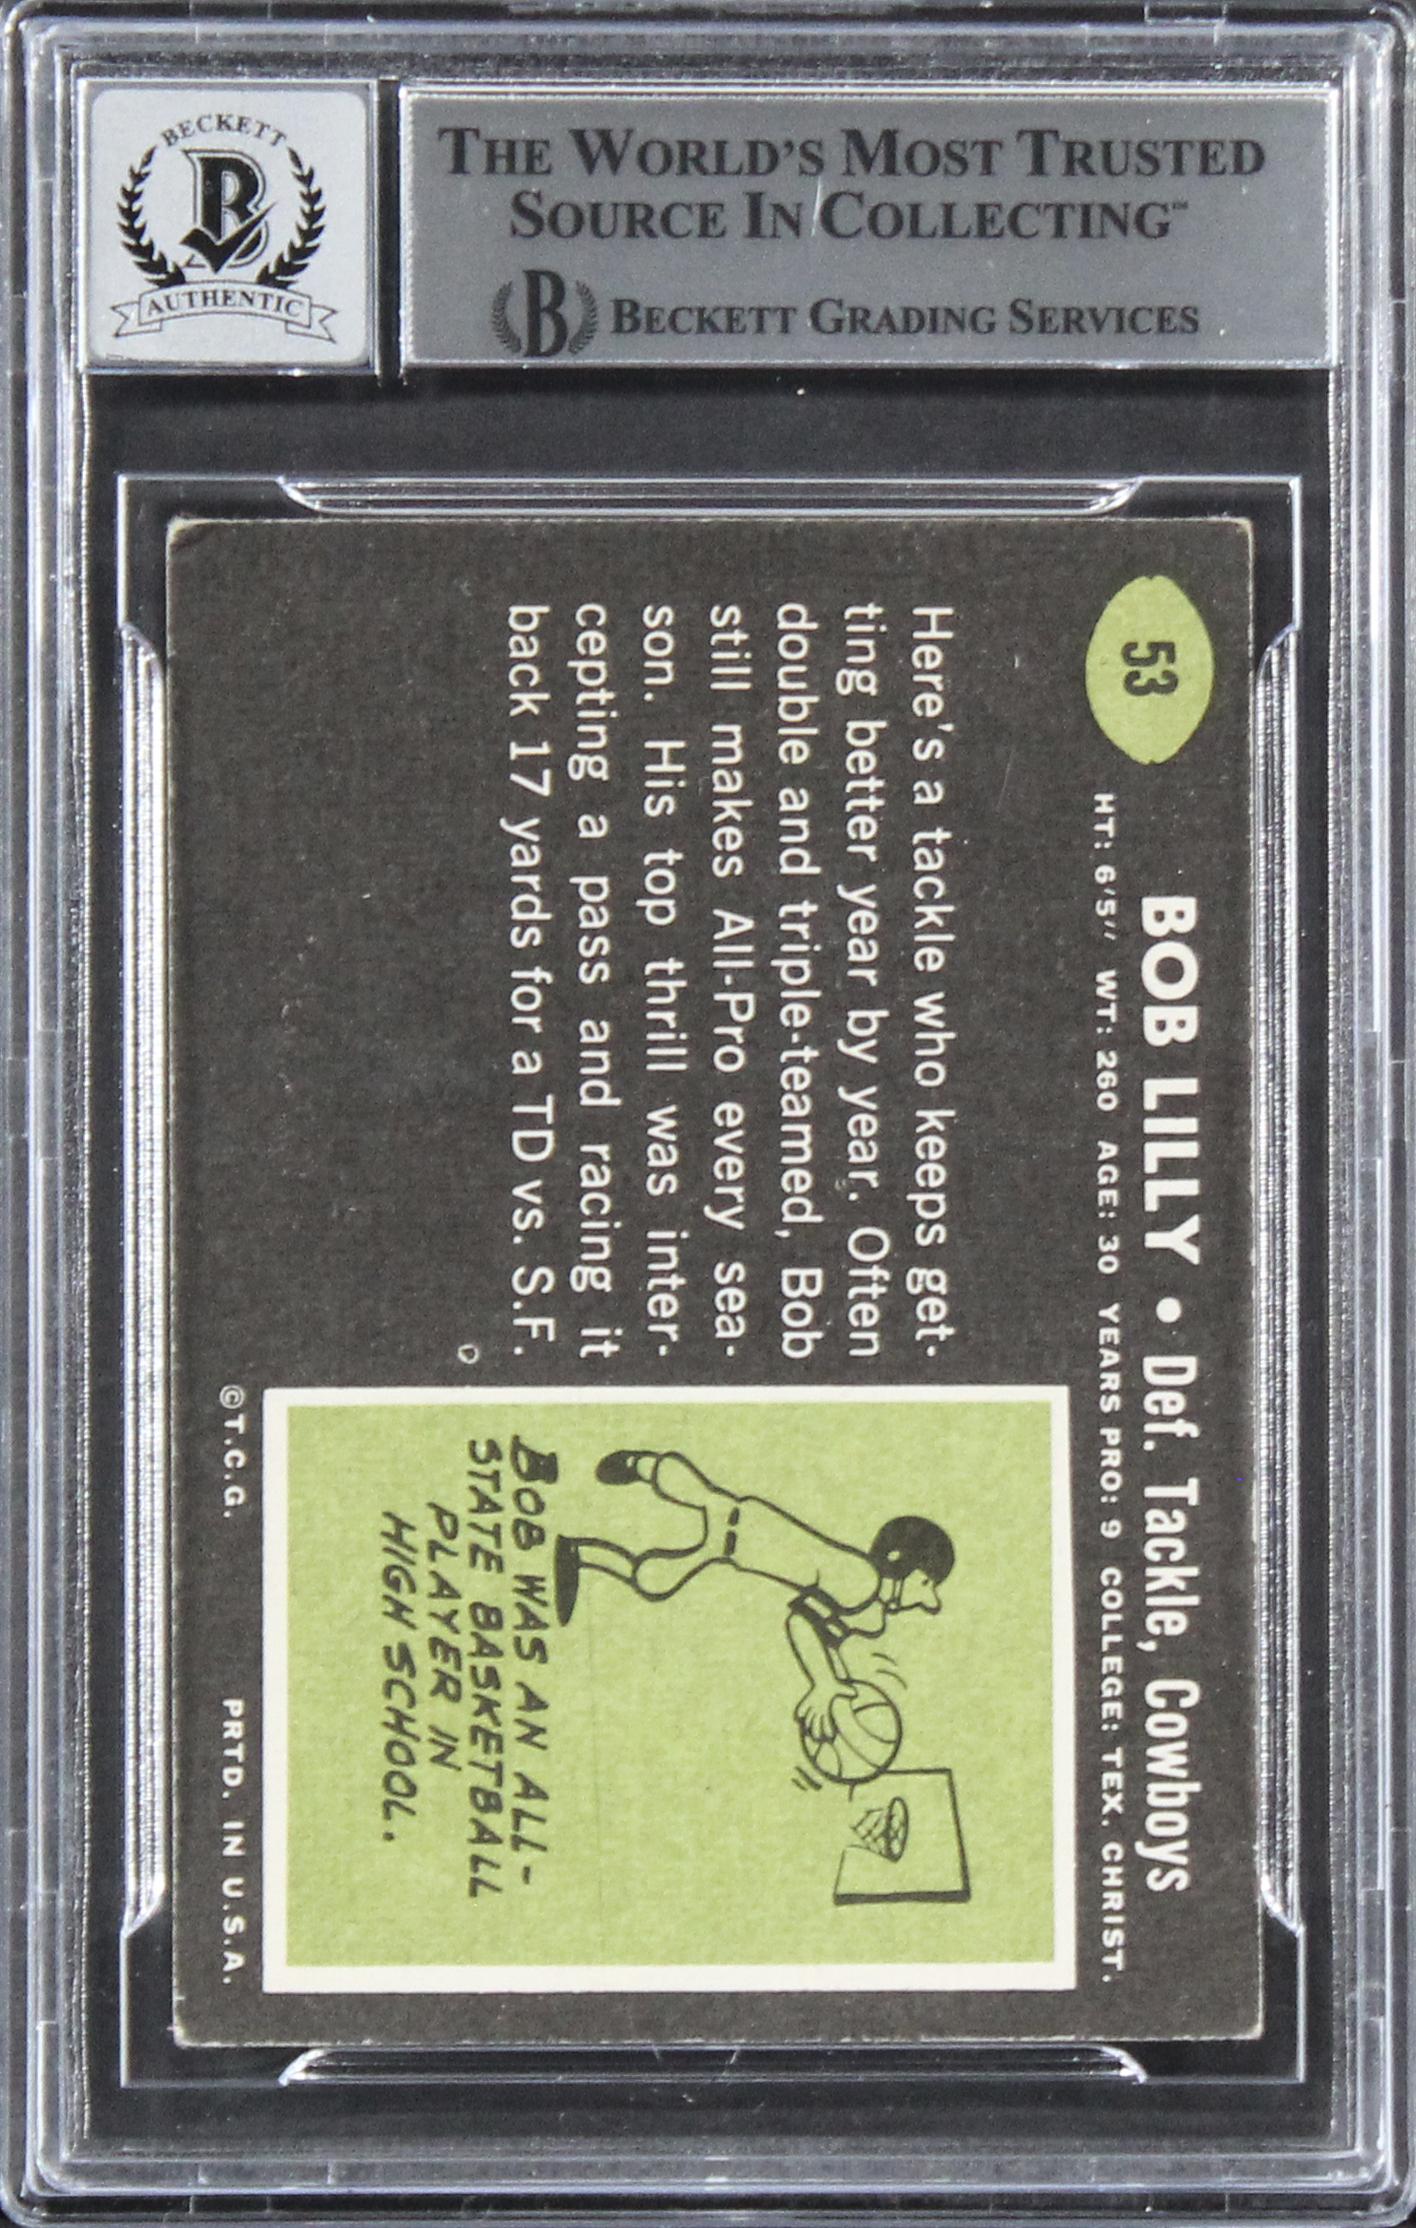 BECKETT
B
AUTHENTIC
THE WORLD'S MOST TRUSTED
SOURCE IN COLLECTING™
B BECKETT GRADING SERVICES
53
BOB LILLY • Def. Tackle, Cowboys
HT: 6'5" WT: 260 AGE: 30 YEARS PRO: 9 COLLEGE: TEX. CHRIST.
Here's a tackle who keeps get-
ting better year by year. Often
double and triple-teamed, Bob
still makes All-Pro every sea-
son. His top thrill was inter-
cepting a pass and racing it
back 17 yards for a TD vs. S.F.
D
BOB WAS AN ALL-
STATE BASKETBALL
PLAYER IN
HIGH SCHOOL.
©T.C.G. PRTD. IN U.S.A.